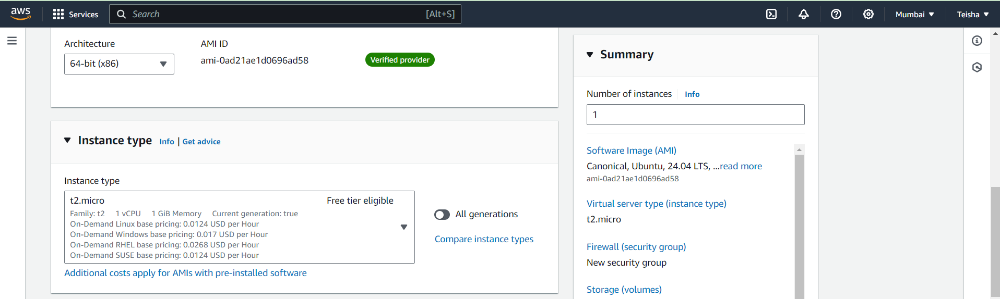 aws Services Search [Alt+S] Mumbai Teisha
Architecture
64-bit (x86)
AMI ID
ami-0ad21ae1d0696ad58
Verified provider
Instance type Info | Get advice
Instance type
t2.micro Free tier eligible
Family: t2 1 vCPU 1 GiB Memory Current generation: true
On-Demand Linux base pricing: 0.0124 USD per Hour
On-Demand Windows base pricing: 0.017 USD per Hour
On-Demand RHEL base pricing: 0.0268 USD per Hour
On-Demand SUSE base pricing: 0.0124 USD per Hour
All generations
Compare instance types
Additional costs apply for AMIs with pre-installed software
Summary
Number of instances Info
1
Software Image (AMI)
Canonical, Ubuntu, 24.04 LTS, ...read more
ami-0ad21ae1d0696ad58
Virtual server type (instance type)
t2.micro
Firewall (security group)
New security group
Storage (volumes)